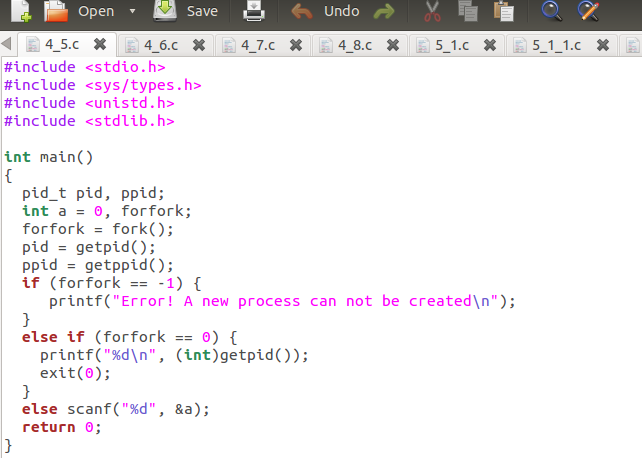 Open Save Undo
4_5.c 4_6.c 4_7.c 4_8.c 5_1.c 5_1_1.c
#include <stdio.h>
#include <sys/types.h>
#include <unistd.h>
#include <stdlib.h>

int main()
{
  pid_t pid, ppid;
  int a = 0, forfork;
  forfork = fork();
  pid = getpid();
  ppid = getppid();
  if (forfork == -1) {
     printf("Error! A new process can not be created\n");
  }
  else if (forfork == 0) {
    printf("%d\n", (int)getpid());
    exit(0);
  }
  else scanf("%d", &a);
  return 0;
}